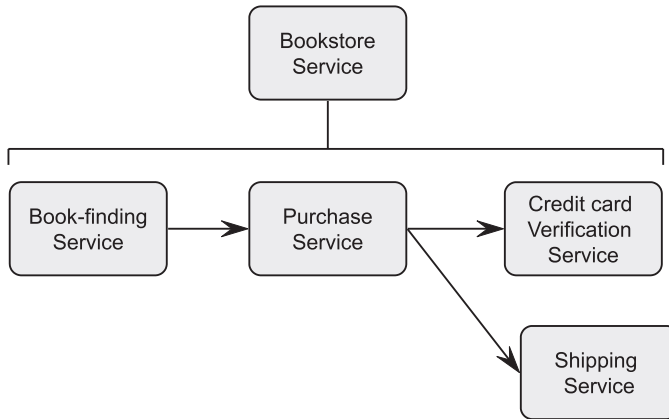 Bookstore
Service
Book-finding
Service
Purchase
Service
Credit card
Verification
Service
Shipping
Service